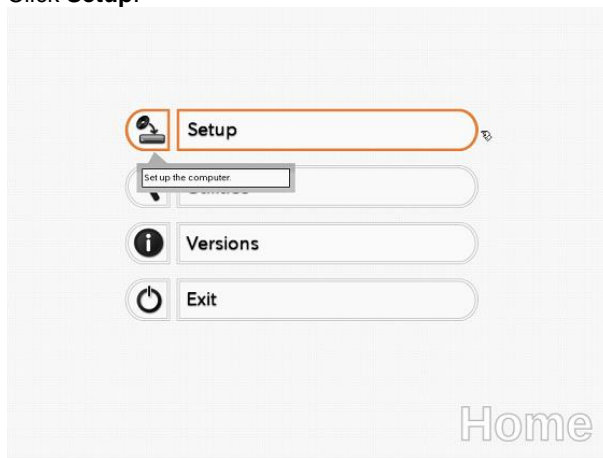 Click Setup.
Setup
Set up the computer.
Versions
Exit
Home